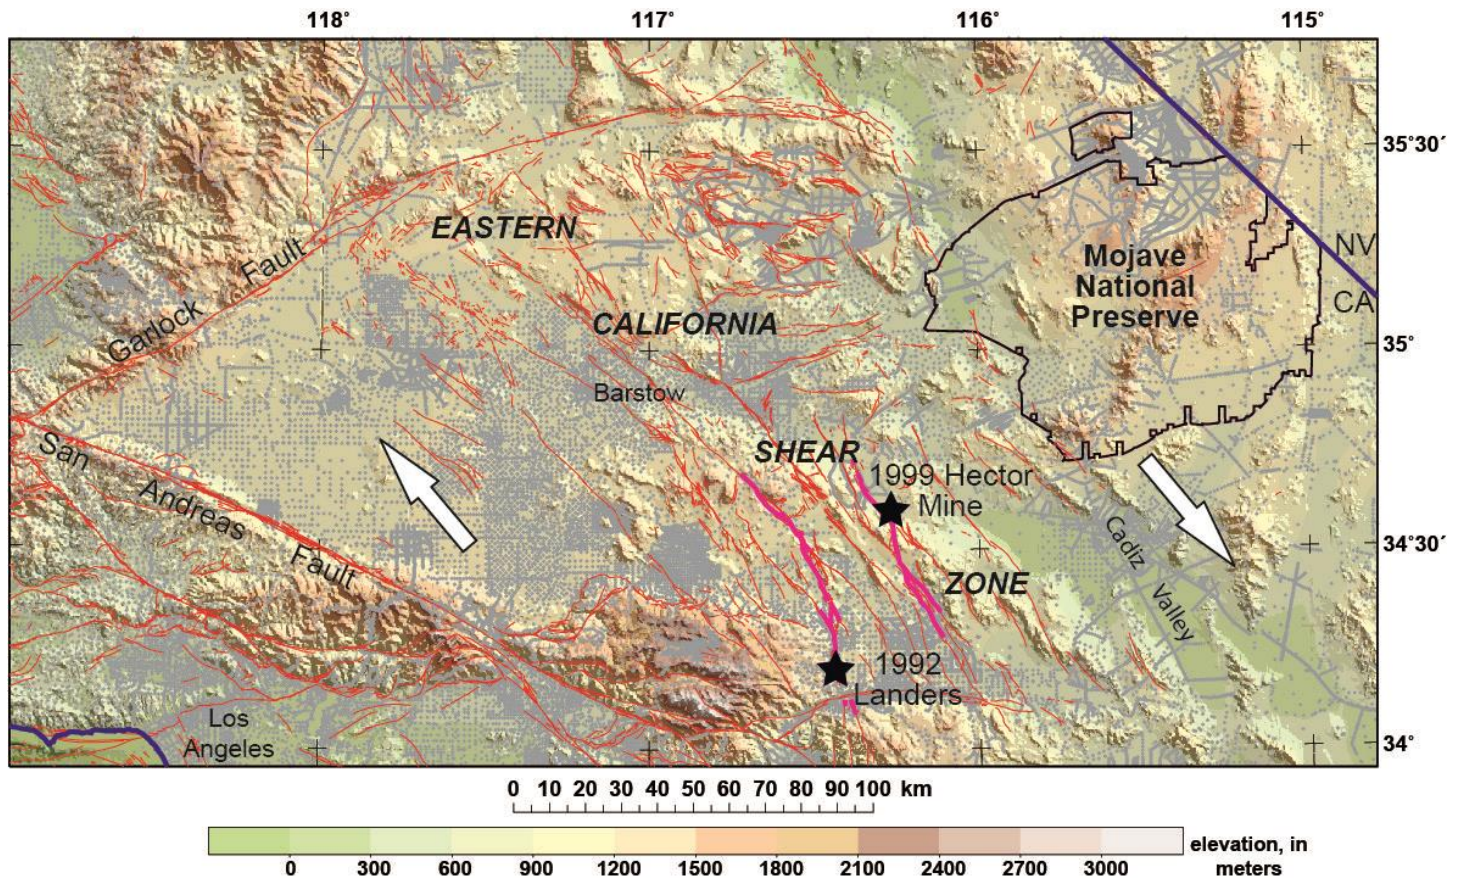 118° 117° 116° 115°
35°30´
EASTERN
Garlock Fault
NV
Mojave
National
Preserve
CA
CALIFORNIA
35°
Barstow
San Andreas Fault
SHEAR
1999 Hector
Mine
Cadiz Valley
34°30´
ZONE
1992
Landers
Los
Angeles
34°
0 10 20 30 40 50 60 70 80 90 100 km
elevation, in
meters
0 300 600 900 1200 1500 1800 2100 2400 2700 3000